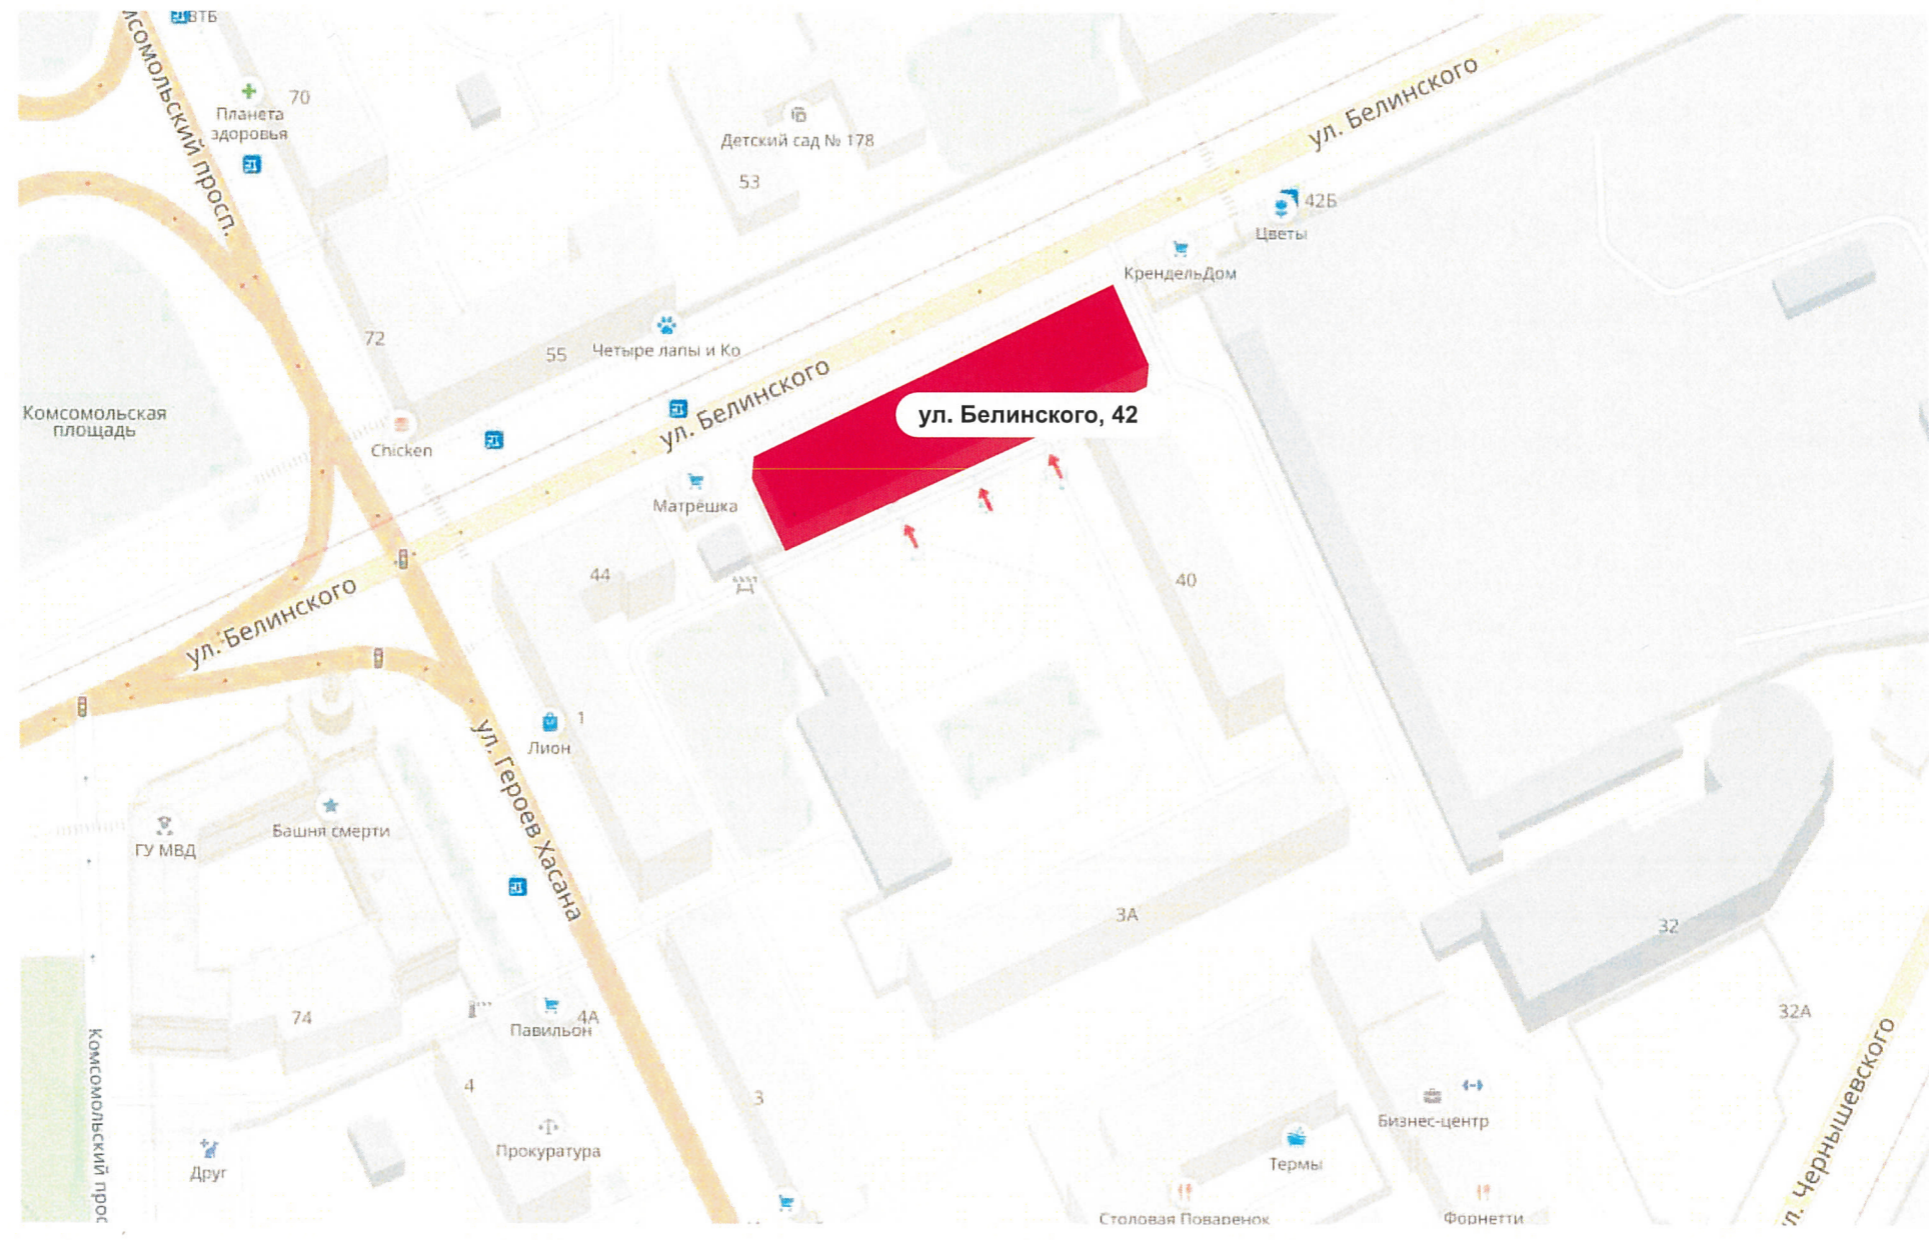 ВТБ
Комсомольский просп.
Планета
здоровья
70
Детский сад № 178
53
ул. Белинского
42Б
Цветы
КрендельДом
72
55
Четыре лапы и Ко
ул. Белинского
Комсомольская
площадь
Chicken
ул. Белинского, 42
Матрёшка
44
40
ул. Белинского
1
Лион
ул. Героев Хасана
Башня смерти
ГУ МВД
3А
32
74
Павильон
4А
32А
4
3
Комсомольский прос
Прокуратура
Друг
Бизнес-центр
Термы
ул. Чернышевского
Столовая Поваренок
Форнетти